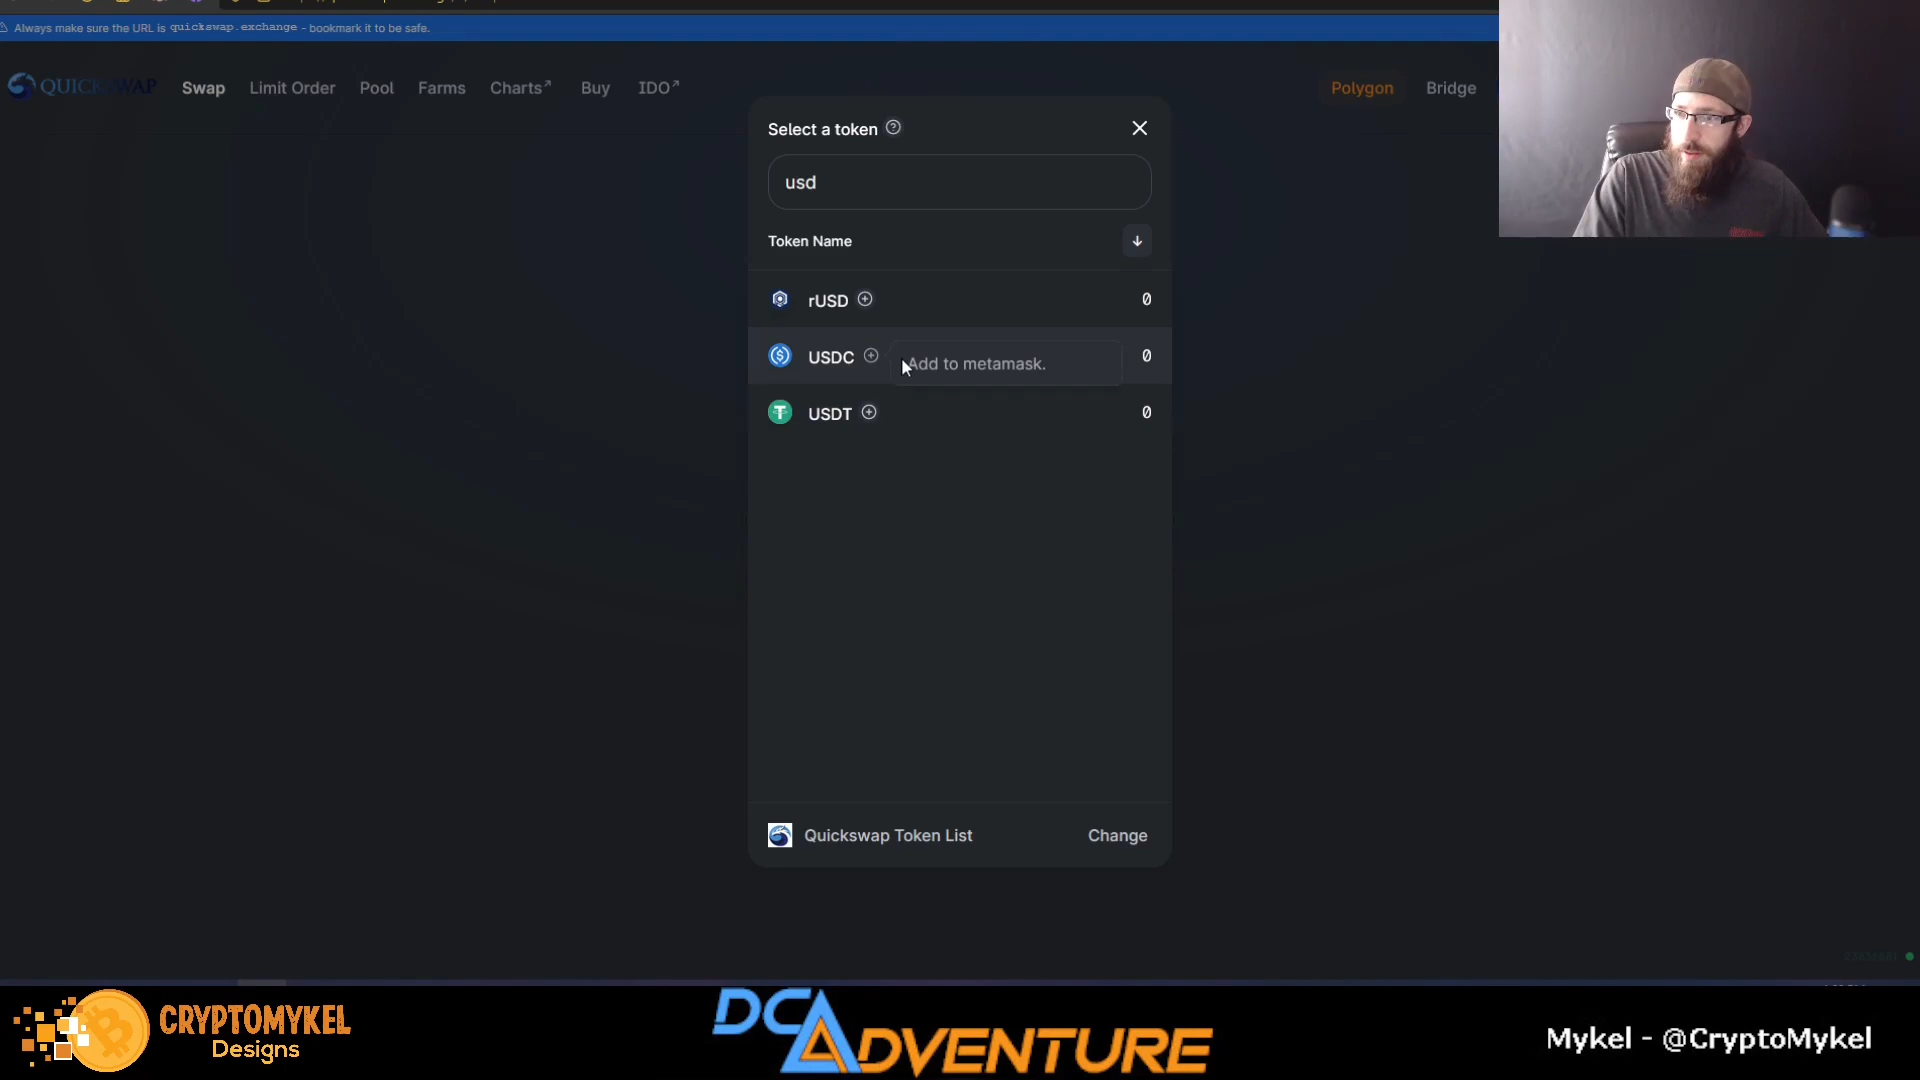 Always make sure the URL is quickswap.exchange - bookmark it to be safe.
QUICKSWAP Swap Limit Order Pool Farms Charts Buy IDO Polygon Bridge
Select a token
usd
Token Name
rUSD 0
USDC Add to metamask. 0
USDT 0
Quickswap Token List Change
CRYPTOMYKEL
Designs
DCADVENTURE
Mykel - @CryptoMykel